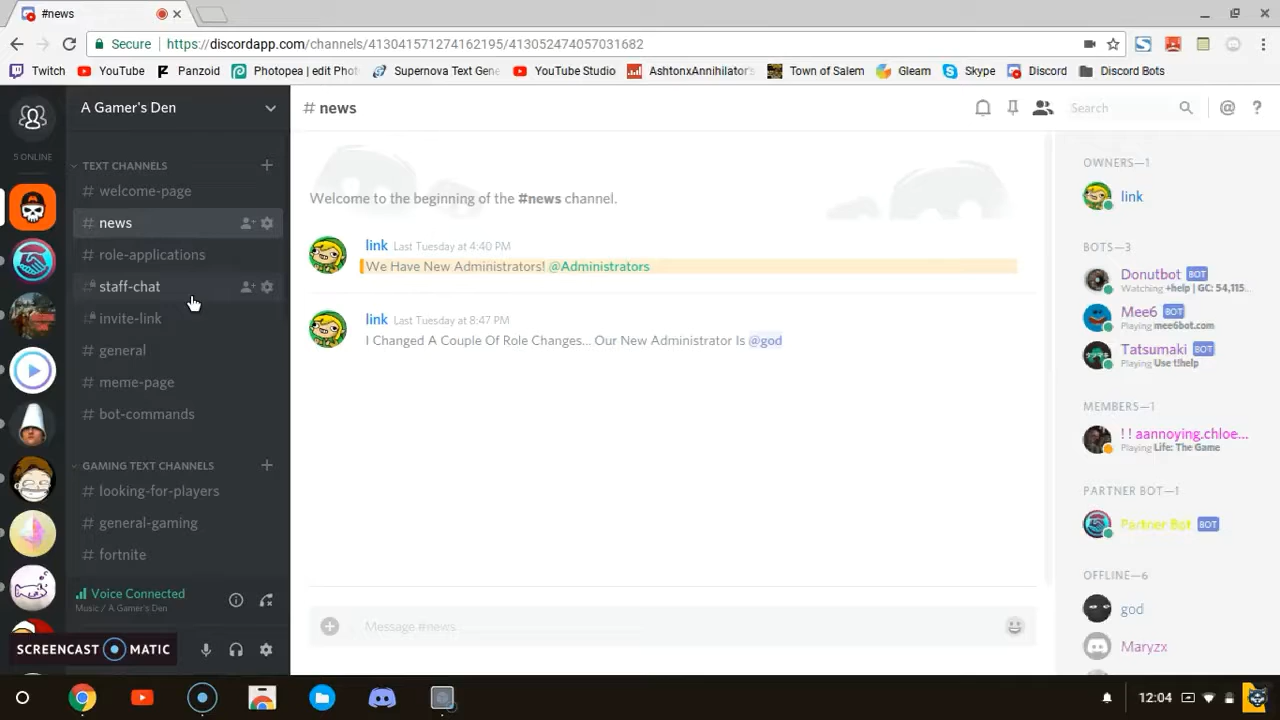 #news
Secure
https://discordapp.com/channels/413041571274162195/413052474057031682
Twitch
YouTube
Panzoid
Photopea | edit Phot
Supernova Text Gene
YouTube Studio
AshtonxAnnihilator's
Town of Salem
Gleam
Skype
Discord
Discord Bots
A Gamer's Den
# news
Search
@
?
5 ONLINE
TEXT CHANNELS
# welcome-page
# news
# role-applications
# staff-chat
# invite-link
# general
# meme-page
# bot-commands
GAMING TEXT CHANNELS
# looking-for-players
# general-gaming
# fortnite
Voice Connected
Music / A Gamer's Den
SCREENCAST MATIC
Welcome to the beginning of the #news channel.
link Last Tuesday at 4:40 PM
We Have New Administrators! @Administrators
link Last Tuesday at 8:47 PM
I Changed A Couple Of Role Changes... Our New Administrator Is @god
Message #news
OWNERS—1
link
BOTS—3
Donutbot BOT
Watching +help | GC: 54,115...
Mee6 BOT
Playing mee6bot.com
Tatsumaki BOT
Playing Use t!help
MEMBERS—1
! ! aannoying.chloe...
Playing Life: The Game
PARTNER BOT—1
Partner Bot BOT
OFFLINE—6
god
Maryzx
12:04